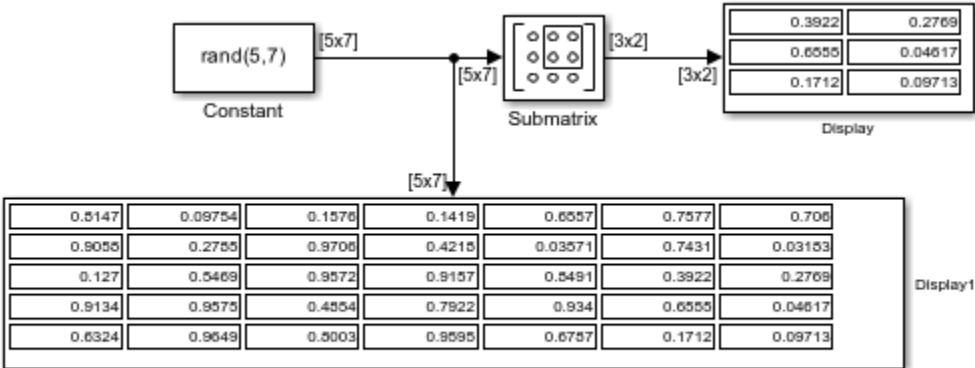 rand(5,7)
Constant
[5x7]
[5x7]
Submatrix
[3x2]
[3x2]
0.3922 0.2769
0.6555 0.04617
0.1712 0.09713
Display
[5x7]
0.8147 0.09754 0.1576 0.1419 0.6557 0.7577 0.706
0.9058 0.2785 0.9706 0.4218 0.03571 0.7431 0.03183
0.127 0.5469 0.9572 0.9157 0.8491 0.3922 0.2769
0.9134 0.9575 0.4854 0.7922 0.934 0.6555 0.04617
0.6324 0.9649 0.8003 0.9595 0.6787 0.1712 0.09713
Display1